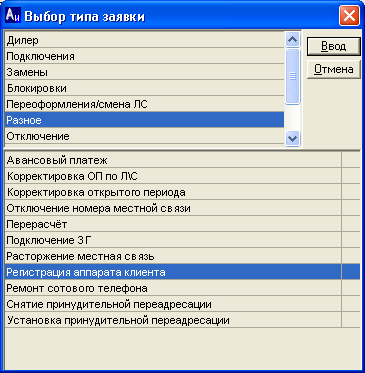 Аи Выбор типа заявки
Дилер
Подключения
Замены
Блокировки
Переоформления/смена ЛС
Разное
Отключение
Ввод
Отмена
Авансовый платеж
Корректировка ОП по Л\С
Корректировка открытого периода
Отключение номера местной связи
Перерасчёт
Подключение 3Г
Расторжение местная связь
Регистрация аппарата клиента
Ремонт сотового телефона
Снятие принудительной переадресации
Установка принудительной переадресации